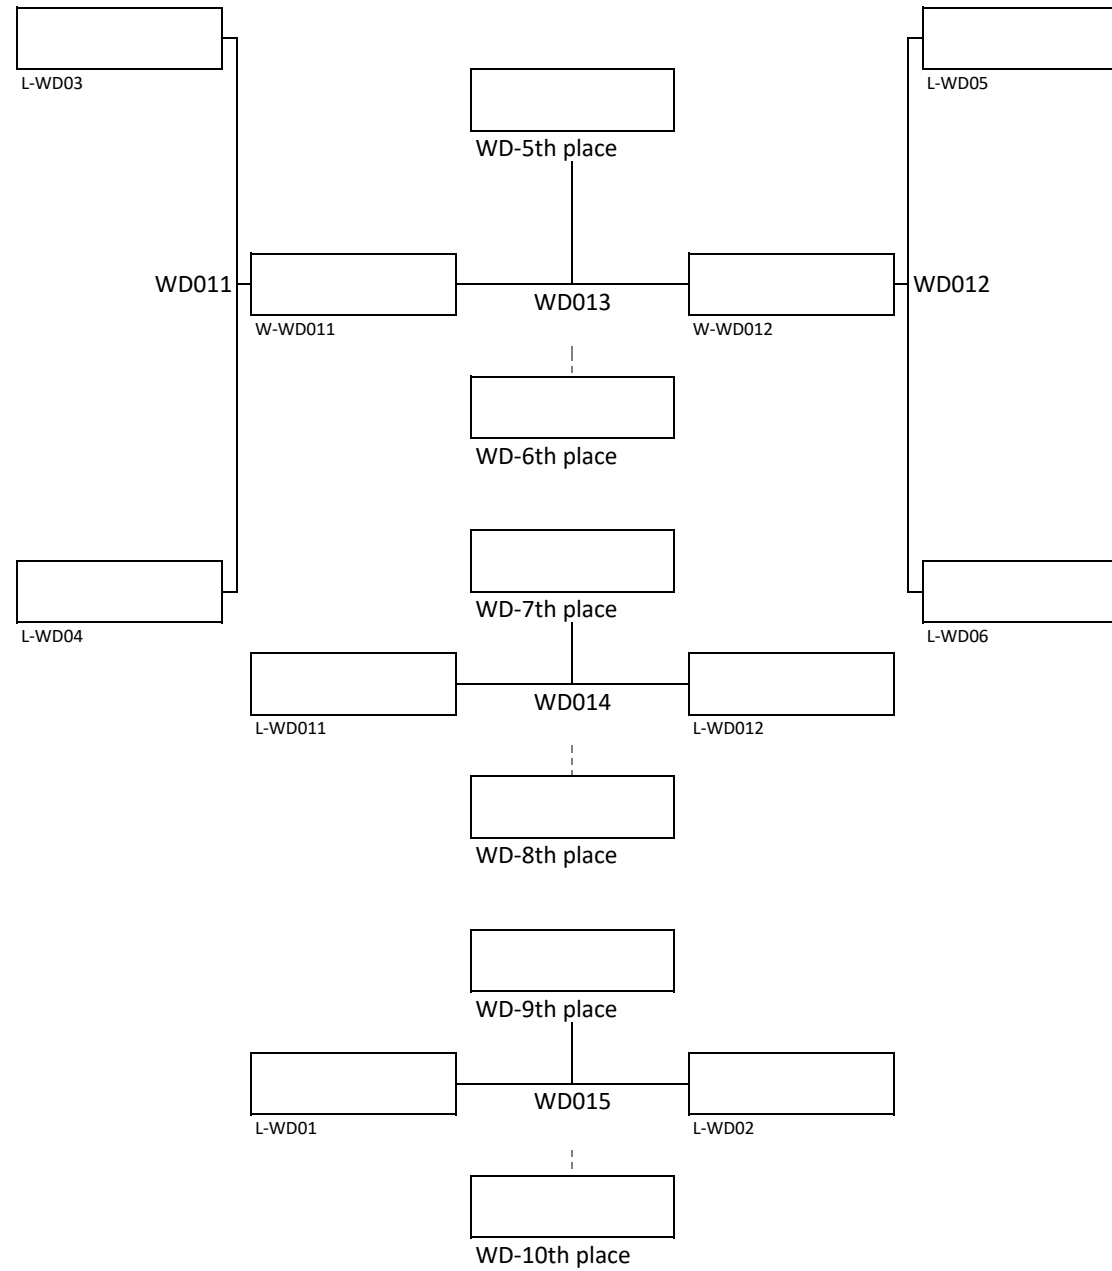 L-WD03
L-WD05
WD-5th place
WD011
WD013
WD012
W-WD011
W-WD012
WD-6th place
WD-7th place
L-WD04
L-WD06
WD014
L-WD011
L-WD012
WD-8th place
WD-9th place
WD015
L-WD01
L-WD02
WD-10th place